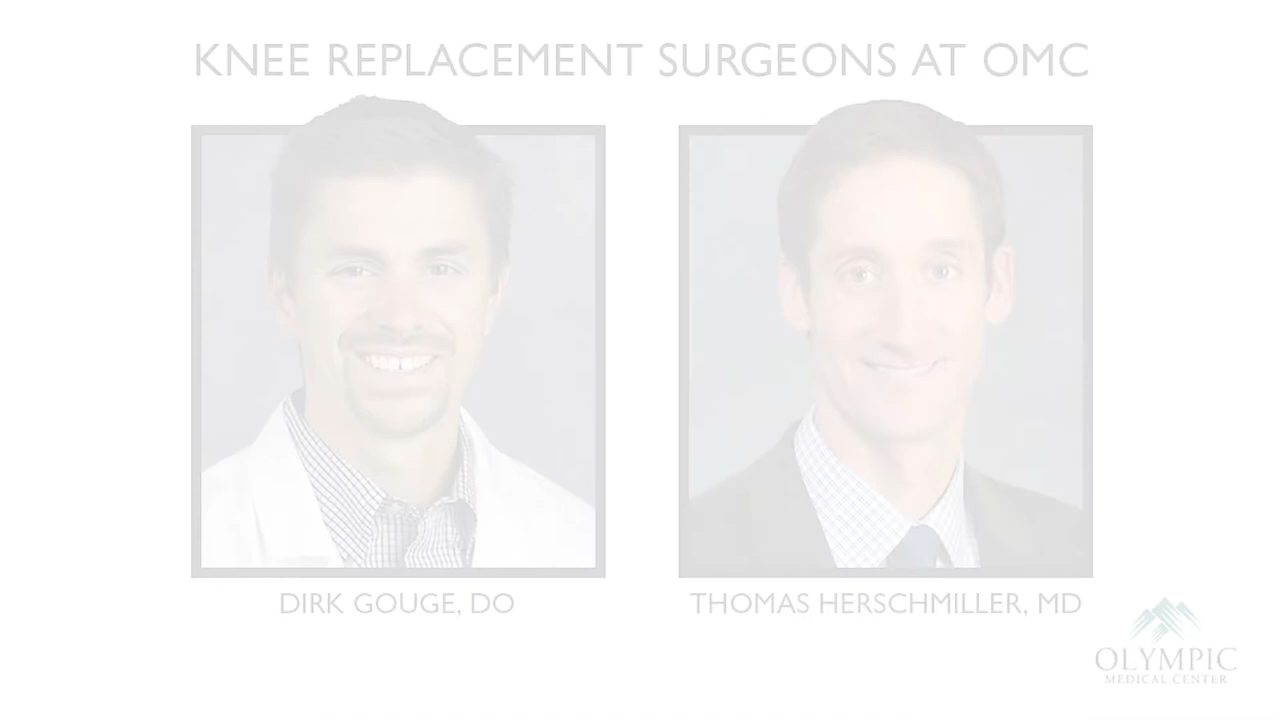 KNEE REPLACEMENT SURGEONS AT OMC
DIRK GOUGE, DO
THOMAS HERSCHMILLER, MD
OLYMPIC
MEDICAL CENTER